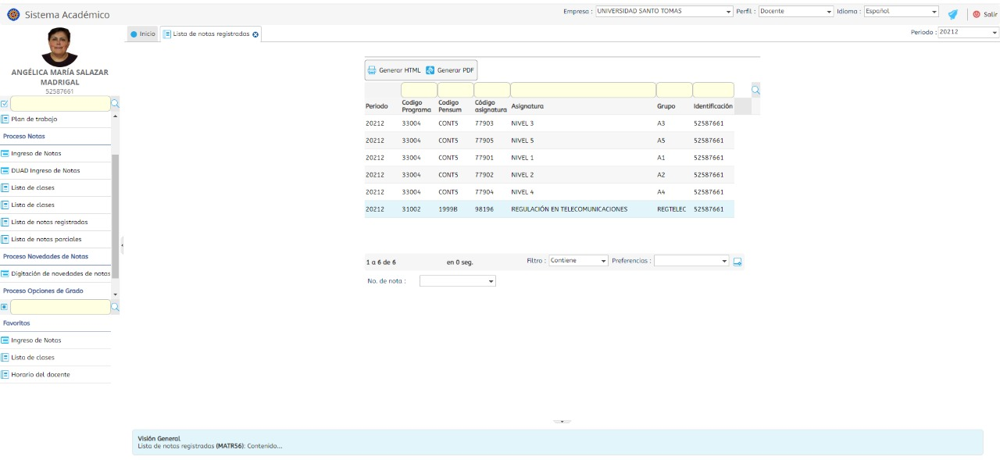 Sistema Académico
Empresa : UNIVERSIDAD SANTO TOMAS Perfil : Docente Idioma : Español Salir
Inicio Lista de notas registradas Periodo : 20212
ANGÉLICA MARÍA SALAZAR
MADRIGAL
52587661
Plan de trabajo
Proceso Notas
Ingreso de Notas
DUAD Ingreso de Notas
Lista de clases
Lista de clases
Lista de notas registradas
Lista de notas parciales
Proceso Novedades de Notas
Digitación de novedades de notas
Proceso Opciones de Grado
Favoritos
Ingreso de Notas
Lista de clases
Horario del docente
Generar HTML Generar PDF
Periodo Codigo Programa Codigo Pensum Código asignatura Asignatura Grupo Identificación
20212 33004 CONT5 77903 NIVEL 3 A3 52587661
20212 33004 CONT5 77905 NIVEL 5 A5 52587661
20212 33004 CONT5 77901 NIVEL 1 A1 52587661
20212 33004 CONT5 77902 NIVEL 2 A2 52587661
20212 33004 CONT5 77904 NIVEL 4 A4 52587661
20212 31002 1999B 98196 REGULACIÓN EN TELECOMUNICACIONES REGTELEC 52587661
1 a 6 de 6 en 0 seg. Filtro : Contiene Preferencias :
No. de nota :
Visión General
Lista de notas registradas (MATR56): Contenido...